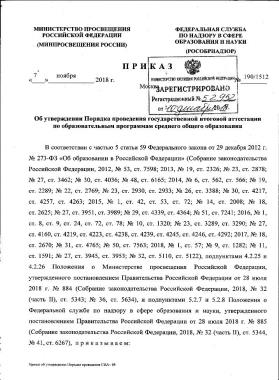 МИНИСТЕРСТВО ПРОСВЕЩЕНИЯ
РОССИЙСКОЙ ФЕДЕРАЦИИ
(МИНПРОСВЕЩЕНИЯ РОССИИ)
ФЕДЕРАЛЬНАЯ СЛУЖБА
ПО НАДЗОРУ В СФЕРЕ
ОБРАЗОВАНИЯ И НАУКИ
(РОСОБРНАДЗОР)
ПРИКАЗ
« 7 » ноября 2018 г.
Москва
№ 190/1512
МИНИСТЕРСТВО ЮСТИЦИИ РОССИЙСКОЙ ФЕДЕРАЦИИ
ЗАРЕГИСТРИРОВАНО
Регистрационный № 52952
от
Об утверждении Порядка проведения государственной итоговой аттестации
по образовательным программам среднего общего образования
В соответствии с частью 5 статьи 59 Федерального закона от 29 декабря 2012 г.
№ 273-ФЗ «Об образовании в Российской Федерации» (Собрание законодательства
Российской Федерации, 2012, № 53, ст. 7598; 2013, № 19, ст. 2326; № 23, ст. 2878;
№ 27, ст. 3462; № 30, ст. 4036; № 48, ст. 6165; 2014, № 6, ст. 562, ст. 566; № 19,
ст. 2289; № 22, ст. 2769; № 23, ст. 2930, ст. 2933; № 26, ст. 3388; № 30, ст. 4217,
ст. 4257, ст. 4263; 2015, № 1, ст. 42, ст. 53, ст. 72; № 14, ст. 2008; № 18,
ст. 2625; № 27, ст. 3951, ст. 3989; № 29, ст. 4339, ст. 4364; № 51, ст. 7241; 2016, № 1,
ст. 8, ст. 9, ст. 24, ст. 72, ст. 78; № 10, ст. 1320; № 23, ст. 3289, ст. 3290; № 27,
ст. 4160, ст. 4219, ст. 4223, ст. 4238, ст. 4239, ст. 4245, ст. 4246, ст. 4292; 2017, № 18,
ст. 2670; № 31, ст. 4765; № 50, ст. 7563; 2018, № 1, ст. 57; № 9, ст. 1282; № 11,
ст. 1591; № 27, ст. 3945, ст. 3953; № 32, ст. 5110, ст. 5122), подпунктами 4.2.25 и
4.2.26 Положения о Министерстве просвещения Российской Федерации,
утвержденного постановлением Правительства Российской Федерации от 28 июля
2018 г. № 884 (Собрание законодательства Российской Федерации, 2018, № 32
(часть II), ст. 5343; № 36, ст. 5634), и подпунктами 5.2.7 и 5.2.8 Положения о
Федеральной службе по надзору в сфере образования и науки, утвержденного
постановлением Правительства Российской Федерации от 28 июля 2018 г. № 885
(Собрание законодательства Российской Федерации, 2018, № 32 (часть II), ст. 5344,
№ 41, ст. 6267), приказываем: